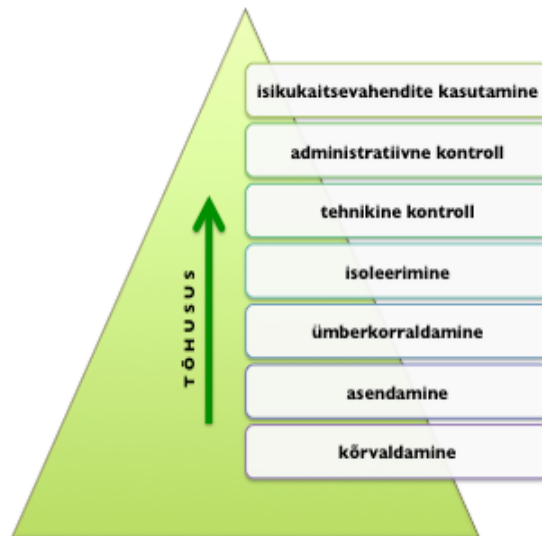 isikukaitsevahendite kasutamine
administratiivne kontroll
tehnikine kontroll
isoleerimine
ümberkorraldamine
asendamine
kõrvaldamine
TÕHUSUS